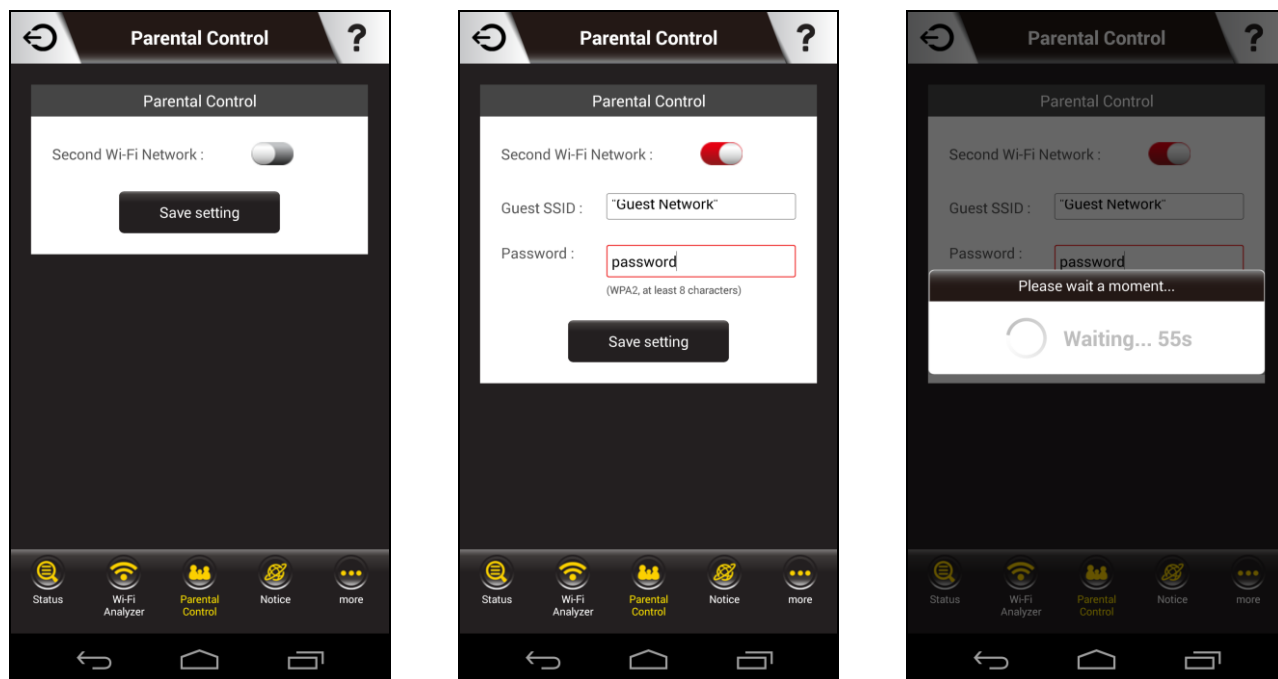 Parental Control
?
Parental Control
Second Wi-Fi Network :
Save setting
Status
Wi-Fi
Analyzer
Parental
Control
Notice
more
Parental Control
?
Parental Control
Second Wi-Fi Network :
Guest SSID :
"Guest Network"
Password :
password
(WPA2, at least 8 characters)
Save setting
Status
Wi-Fi
Analyzer
Parental
Control
Notice
more
Parental Control
?
Parental Control
Second Wi-Fi Network :
Guest SSID :
"Guest Network"
Password :
password
Please wait a moment...
Waiting... 55s
Status
Wi-Fi
Analyzer
Parental
Control
Notice
more